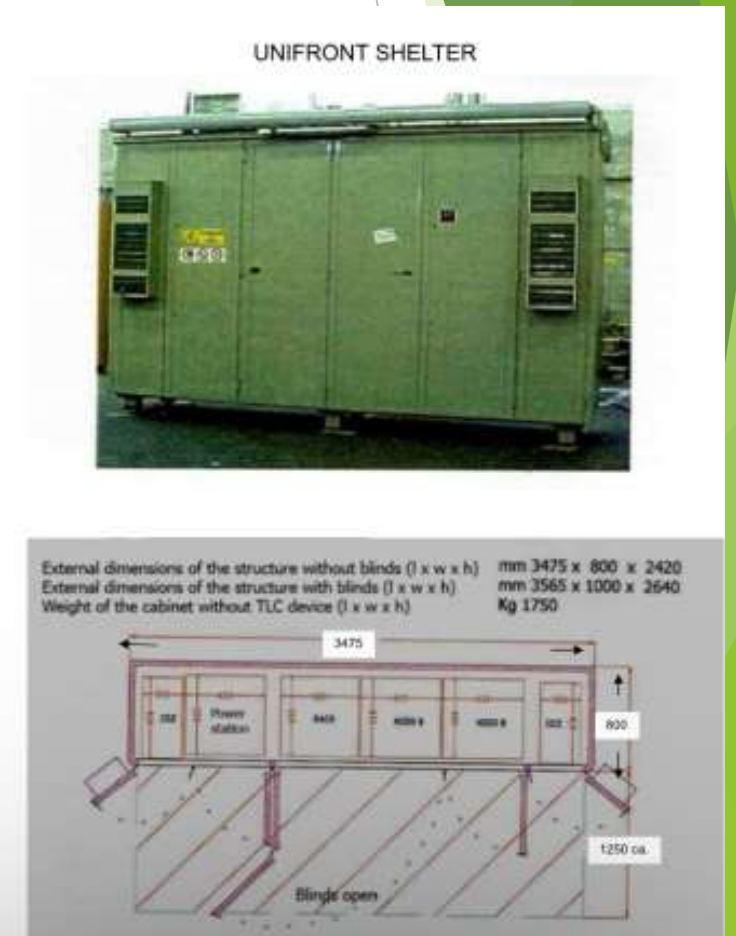 UNIFRONT SHELTER
External dimensions of the structure without blinds (l x w x h) mm 3475 x 800 x 2420
External dimensions of the structure with blinds (l x w x h) mm 3565 x 1000 x 2640
Weight of the cabinet without TLC device (l x w x h) Kg 1750
3475
Power
station
800
1250 ca.
Blinds open